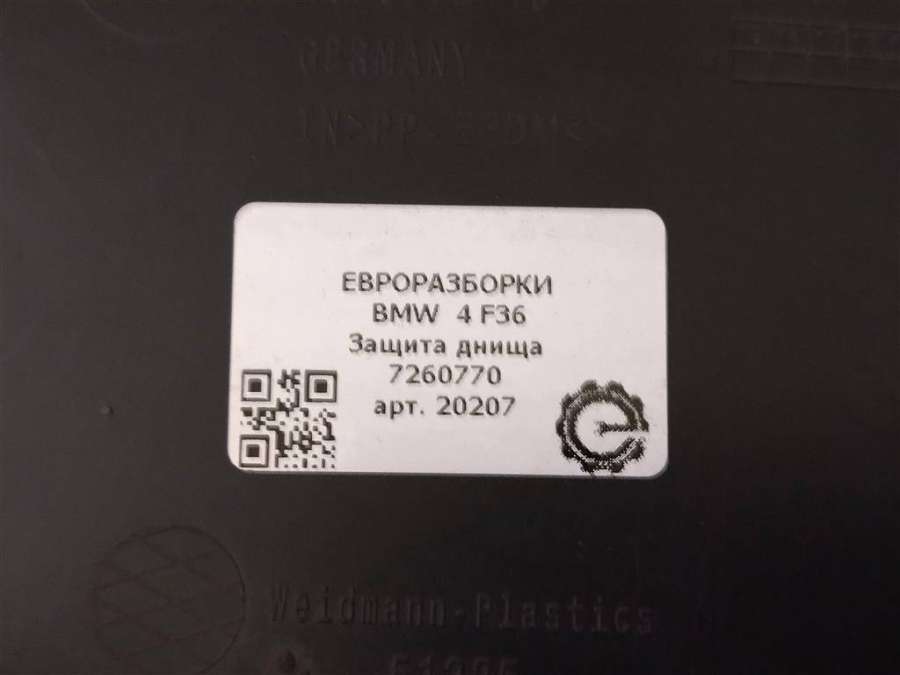 GERMANY
ЕВРОРАЗБОРКИ
BMW 4 F36
Защита днища
7260770
арт. 20207
Weidmann-Plastics